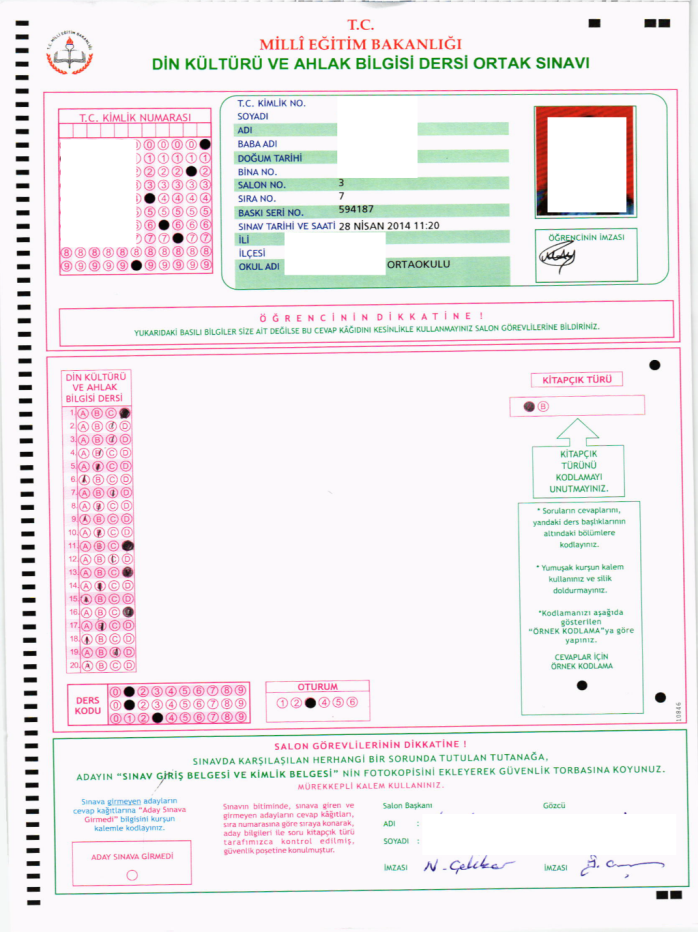 T.C.
MİLLÎ EĞİTİM BAKANLIĞI
DİN KÜLTÜRÜ VE AHLAK BİLGİSİ DERSİ ORTAK SINAVI
T.C. KİMLİK NUMARASI
T.C. KİMLİK NO.
SOYADI
ADI
BABA ADI
DOĞUM TARİHİ
BİNA NO.
SALON NO. 3
SIRA NO. 7
BASKI SERİ NO. 594187
SINAV TARİHİ VE SAATİ 28 NİSAN 2014 11:20
İLİ
İLÇESİ
OKUL ADI ORTAOKULU
ÖĞRENCİNİN İMZASI
ÖĞRENCİNİN DİKKATİNE !
YUKARIDAKİ BASILI BİLGİLER SİZE AİT DEĞİLSE BU CEVAP KÂĞIDINI KESİNLİKLE KULLANMAYINIZ SALON GÖREVLİLERİNE BİLDİRİNİZ.
DİN KÜLTÜRÜ
VE AHLAK
BİLGİSİ DERSİ
1. A B C
2. A B C D
3. A B C D
4. A B C D
5. A B C D
6. A B C D
7. A B C D
8. A B C D
9. A B C D
10. A B C D
11. A B C
12. A B C D
13. A B C
14. A B C D
15. A B C D
16. A B C
17. A B C D
18. A B C D
19. A B C D
20. A B C D
KİTAPÇIK TÜRÜ
B
KİTAPÇIK
TÜRÜNÜ
KODLAMAYI
UNUTMAYINIZ.
* Soruların cevaplarını,
yandaki ders başlıklarının
altındaki bölümlere
kodlayınız.
* Yumuşak kurşun kalem
kullanınız ve silik
doldurmayınız.
*Kodlamanızı aşağıda
gösterilen
"ÖRNEK KODLAMA"ya göre
yapınız.
CEVAPLAR İÇİN
ÖRNEK KODLAMA
10846
DERS
KODU
0 2 3 4 5 6 7 8 9
0 2 3 4 5 6 7 8 9
0 1 2 4 5 6 7 8 9
OTURUM
1 2 4 5 6
SALON GÖREVLİLERİNİN DİKKATİNE !
SINAVDA KARŞILAŞILAN HERHANGİ BİR SORUNDA TUTULAN TUTANAĞA,
ADAYIN "SINAV GİRİŞ BELGESİ VE KİMLİK BELGESİ" NİN FOTOKOPİSİNİ EKLEYEREK GÜVENLİK TORBASINA KOYUNUZ.
MÜREKKEPLİ KALEM KULLANINIZ.
Sınava girmeyen adayların
cevap kağıtlarına "Aday Sınava
Girmedi" bilgisini kurşun
kalemle kodlayınız.
ADAY SINAVA GİRMEDİ
Sınavın bitiminde, sınava giren ve
girmeyen adayların cevap kâğıtları,
sıra numarasına göre sıraya konarak,
aday bilgileri ile soru kitapçık türü
tarafımızca kontrol edilmiş,
güvenlik poşetine konulmuştur.
Salon Başkanı
Gözcü
ADI :
SOYADI :
İMZASI
İMZASI